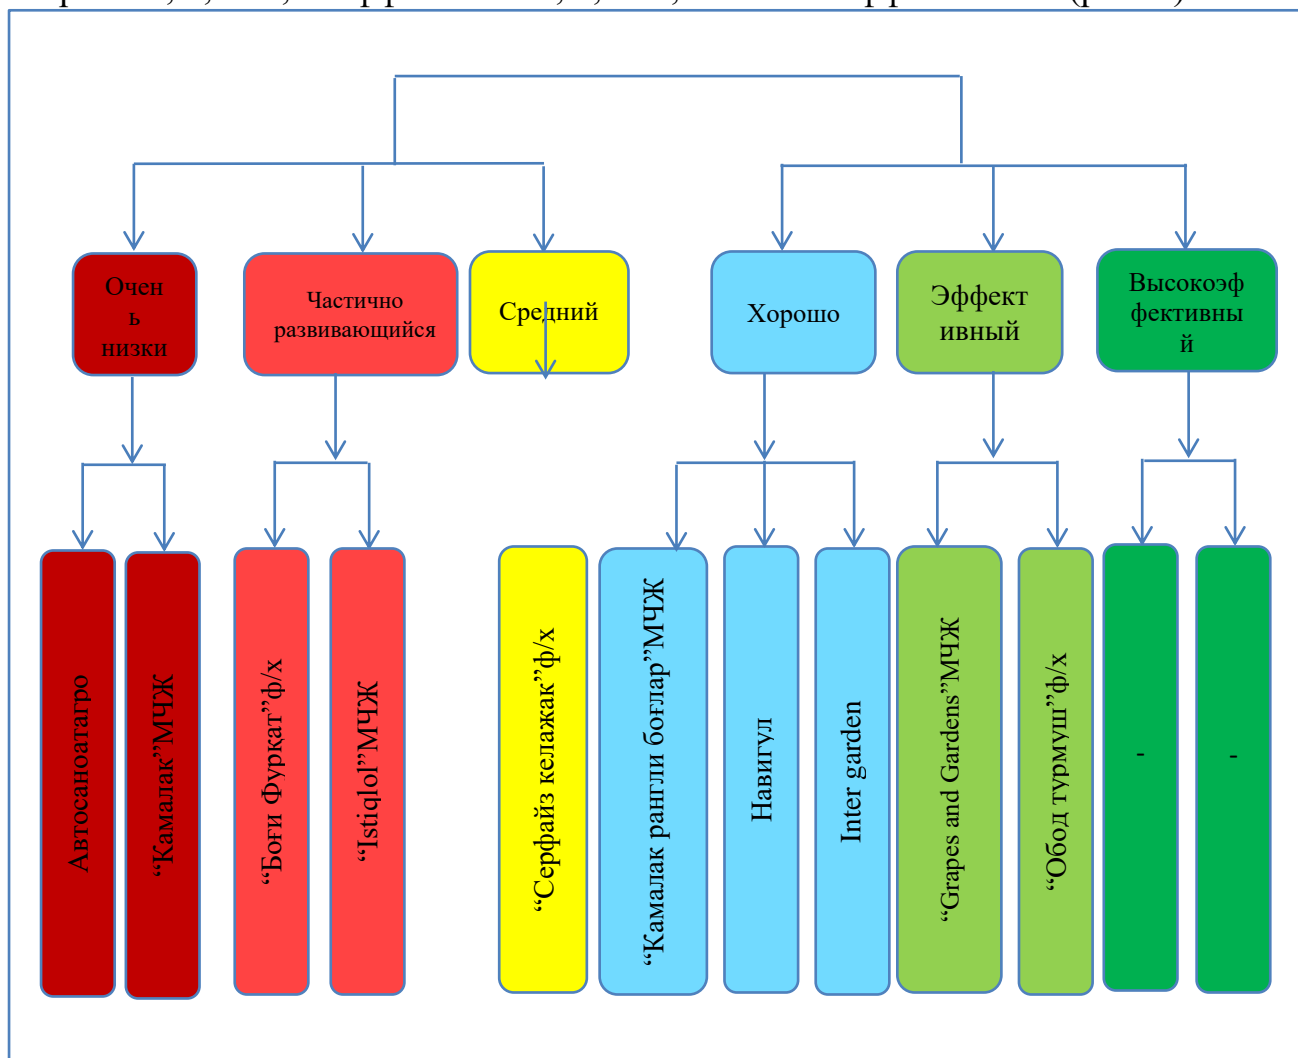 Очен
ь
низки
Частично
развивающийся
Средний
Хорошо
Эффект
ивный
Высокоэф
фективны
й
Автосаноатагро
“Камалак”МЧЖ
“Боғи Фурқат”ф/х
“Istiqlol”МЧЖ
“Серфайз келажак”ф/х
“Камалак рангли боғлар”МЧЖ
Навигул
Inter garden
“Grapes and Gardens”МЧЖ
“Обод турмуш”ф/х
-
-